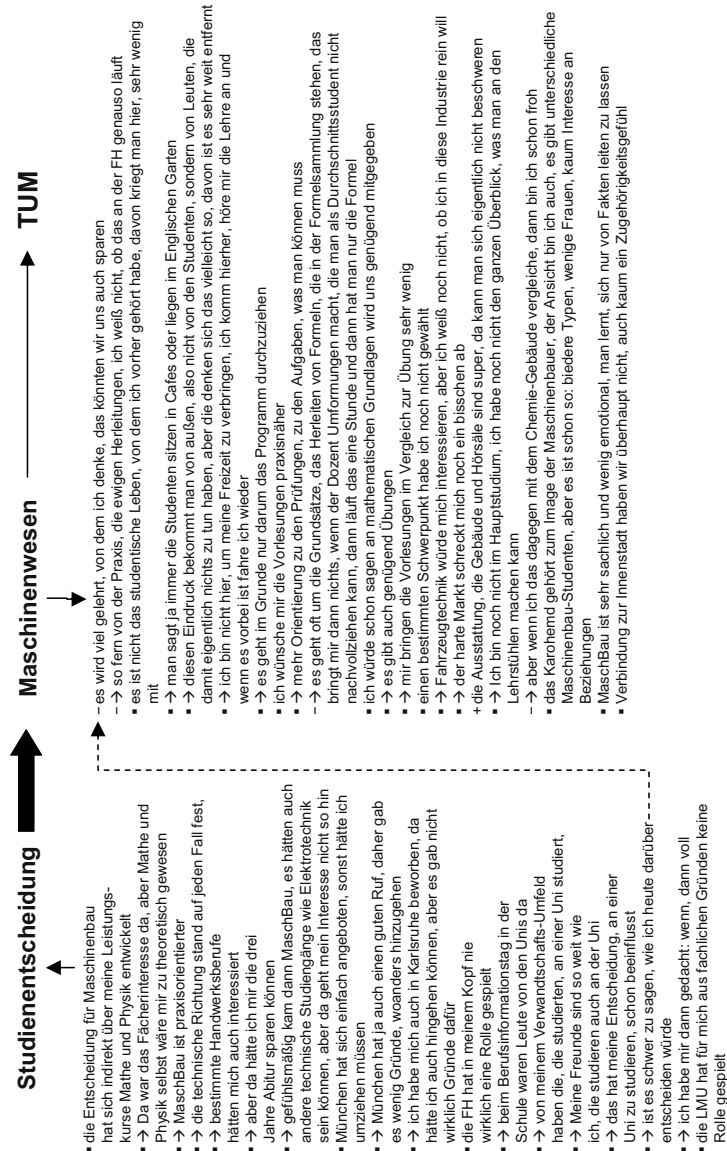 Studienentscheidung
Maschinenwesen
TUM
▪ die Entscheidung für Maschinenbau
hat sich indirekt über meine Leistungs-
kurse Mathe und Physik entwickelt
▪ → Da war das Fächerinteresse da, aber Mathe und
Physik selbst wäre mir zu theoretisch gewesen
▪ → MaschBau ist praxisorientierter
▪ → die technische Richtung stand auf jeden Fall fest,
▪ → bestimmte Handwerksberufe
hätten mich auch interessiert
▪ → aber da hätte ich mir die drei
Jahre Abitur sparen können
▪ → gefühlsmäßig kam dann MaschBau, es hätten auch
andere technische Studiengänge wie Elektrotechnik
sein können, aber da geht mein Interesse nicht so hin
▪ München hat sich einfach angeboten, sonst hätte ich
umziehen müssen
▪ → München hat ja auch einen guten Ruf, daher gab
es wenig Gründe, woanders hinzugehen
▪ → ich habe mich auch in Karlsruhe beworben, da
hätte ich auch hingehen können, aber es gab nicht
wirklich Gründe dafür
▪ die FH hat in meinem Kopf nie
wirklich eine Rolle gespielt
▪ → beim Berufsinformationstag in der
Schule waren Leute von den Unis da
▪ → von meinem Verwandtschafts-Umfeld
haben die, die studierten, an einer Uni studiert,
▪ → Meine Freunde sind so weit wie
ich, die studieren auch an der Uni
▪ → das hat meine Entscheidung, an einer
Uni zu studieren, schon beeinflusst
▪ → ist es schwer zu sagen, wie ich heute darüber
entscheiden würde
▪ → ich habe mir dann gedacht: wenn, dann voll
▪ die LMU hat für mich aus fachlichen Gründen keine
Rolle gespielt
– es wird viel gelehrt, von dem ich denke, das könnten wir uns auch sparen
– → so fern von der Praxis, die ewigen Herleitungen, ich weiß nicht, ob das an der FH genauso läuft
▪ es ist nicht das studentische Leben, von dem ich vorher gehört habe, davon kriegt man hier, sehr wenig
mit
▪ → man sagt ja immer die Studenten sitzen in Cafes oder liegen im Englischen Garten
▪ → diesen Eindruck bekommt man von außen, also nicht von den Studenten, sondern von Leuten, die
damit eigentlich nichts zu tun haben, aber die denken sich das vielleicht so, davon ist es sehr weit entfernt
▪ → ich bin nicht hier, um meine Freizeit zu verbringen, ich komm hierher, höre mir die Lehre an und
wenn es vorbei ist fahre ich wieder
▪ → es geht im Grunde nur darum das Programm durchzuziehen
▪ ich wünsche mir die Vorlesungen praxisnäher
▪ → mehr Orientierung zu den Prüfungen, zu den Aufgaben, was man können muss
– → es geht oft um die Grundsätze, das Herleiten von Formeln, die in der Formelsammlung stehen, das
bringt mir dann nichts, wenn der Dozent Umformungen macht, die man als Durchschnittsstudent nicht
nachvollziehen kann, dann läuft das eine Stunde und dann hat man nur die Formel
▪ ich würde schon sagen an mathematischen Grundlagen wird uns genügend mitgegeben
▪ → es gibt auch genügend Übungen
▪ → mir bringen die Vorlesungen im Vergleich zur Übung sehr wenig
▪ einen bestimmten Schwerpunkt habe ich noch nicht gewählt
▪ → Fahrzeugtechnik würde mich interessieren, aber ich weiß noch nicht, ob ich in diese Industrie rein will
▪ → der harte Markt schreckt mich noch ein bisschen ab
+ die Ausstattung, die Gebäude und Hörsäle sind super, da kann man sich eigentlich nicht beschweren
▪ → Ich bin noch nicht im Hauptstudium, ich habe noch nicht den ganzen Überblick, was man an den
Lehrstühlen machen kann
– → aber wenn ich das dagegen mit dem Chemie-Gebäude vergleiche, dann bin ich schon froh
▪ das Karohemd gehört zum Image der Maschinenbauer, der Ansicht bin ich auch, es gibt unterschiedliche
Maschinenbau-Studenten, aber es ist schon so: biedere Typen, wenige Frauen, kaum Interesse an
Beziehungen
▪ MaschBau ist sehr sachlich und wenig emotional, man lernt, sich nur von Fakten leiten zu lassen
▪ Verbindung zur Innenstadt haben wir überhaupt nicht, auch kaum ein Zugehörigkeitsgefühl